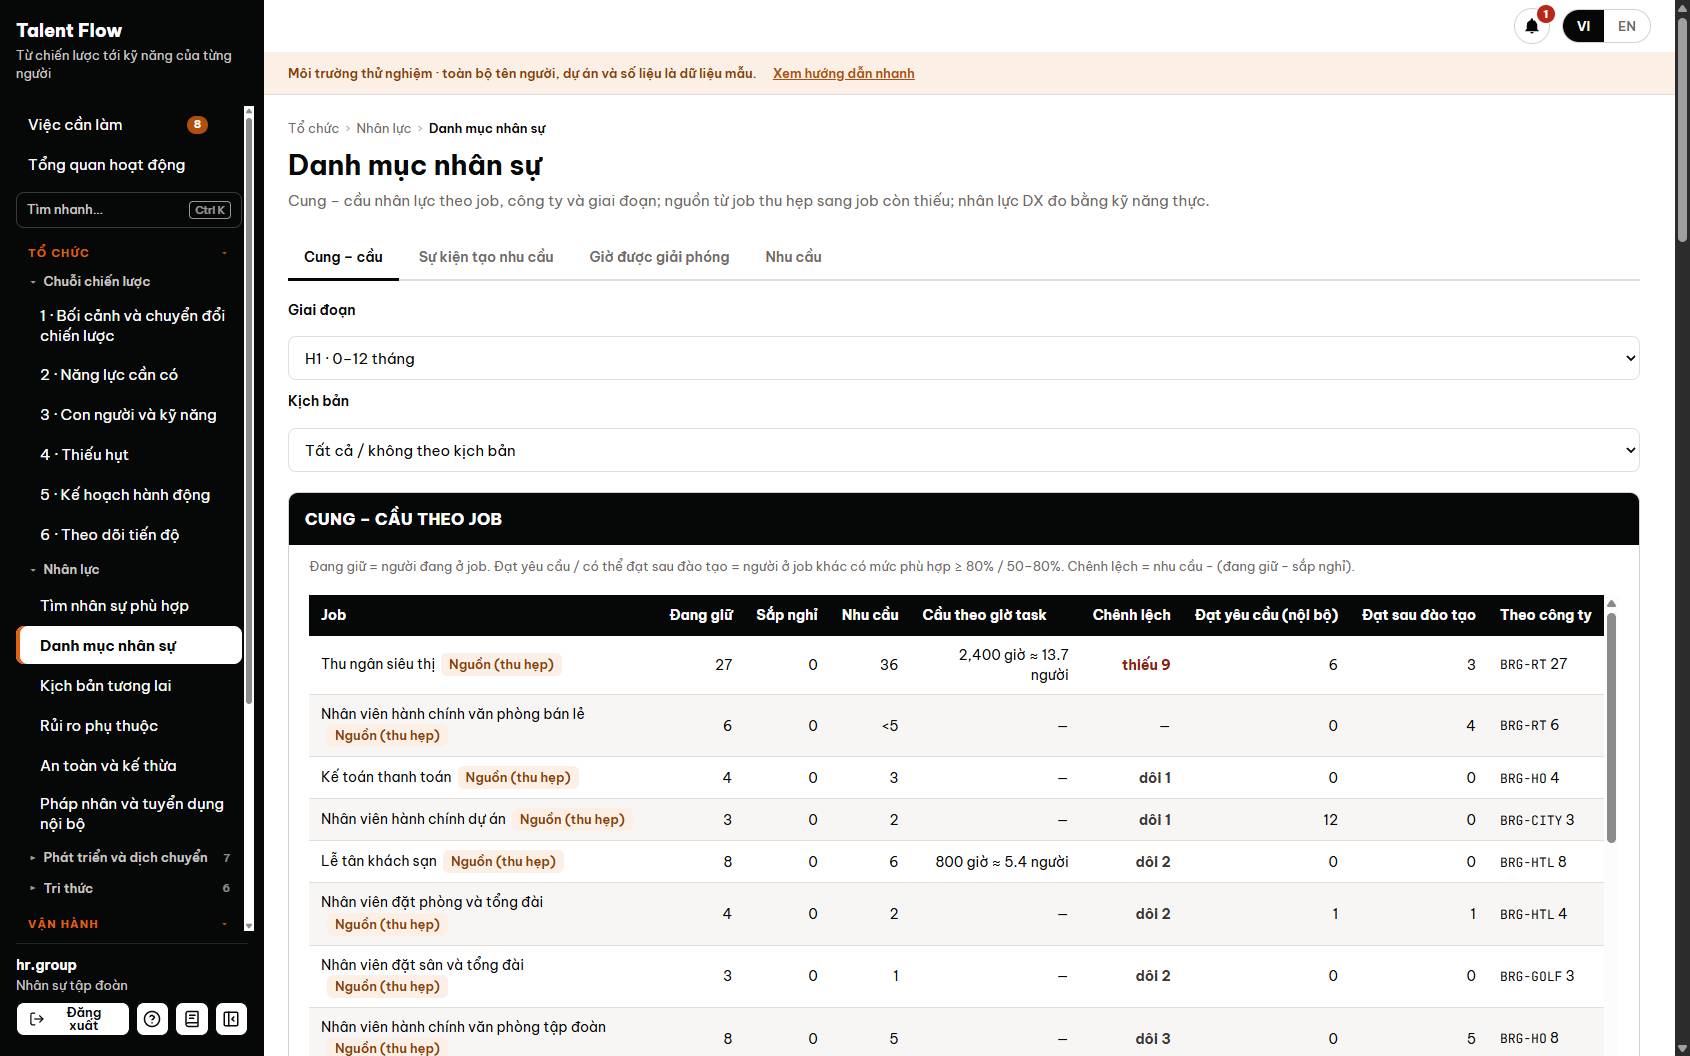 Talent Flow
Từ chiến lược tới kỹ năng của từng
người
Việc cần làm 8
Tổng quan hoạt động
Tìm nhanh... Ctrl K
TỔ CHỨC
Chuỗi chiến lược
1 · Bối cảnh và chuyển đổi
chiến lược
2 · Năng lực cần có
3 · Con người và kỹ năng
4 · Thiếu hụt
5 · Kế hoạch hành động
6 · Theo dõi tiến độ
Nhân lực
Tìm nhân sự phù hợp
Danh mục nhân sự
Kịch bản tương lai
Rủi ro phụ thuộc
An toàn và kế thừa
Pháp nhân và tuyển dụng
nội bộ
Phát triển và dịch chuyển 7
Tri thức 6
VẬN HÀNH
hr.group
Nhân sự tập đoàn
Đăng
xuất
1
VI EN
Môi trường thử nghiệm · toàn bộ tên người, dự án và số liệu là dữ liệu mẫu. Xem hướng dẫn nhanh
Tổ chức › Nhân lực › Danh mục nhân sự
Danh mục nhân sự
Cung – cầu nhân lực theo job, công ty và giai đoạn; nguồn từ job thu hẹp sang job còn thiếu; nhân lực DX đo bằng kỹ năng thực.
Cung – cầu Sự kiện tạo nhu cầu Giờ được giải phóng Nhu cầu
Giai đoạn
H1 · 0–12 tháng
Kịch bản
Tất cả / không theo kịch bản
CUNG – CẦU THEO JOB
Đang giữ = người đang ở job. Đạt yêu cầu / có thể đạt sau đào tạo = người ở job khác có mức phù hợp ≥ 80% / 50–80%. Chênh lệch = nhu cầu − (đang giữ − sắp nghỉ).
Job Đang giữ Sắp nghỉ Nhu cầu Cầu theo giờ task Chênh lệch Đạt yêu cầu (nội bộ) Đạt sau đào tạo Theo công ty
Thu ngân siêu thị Nguồn (thu hẹp) 27 0 36 2,400 giờ ≈ 13.7 người thiếu 9 6 3 BRG-RT 27
Nhân viên hành chính văn phòng bán lẻ
Nguồn (thu hẹp) 6 0 <5 — — 0 4 BRG-RT 6
Kế toán thanh toán Nguồn (thu hẹp) 4 0 3 — dôi 1 0 0 BRG-HO 4
Nhân viên hành chính dự án Nguồn (thu hẹp) 3 0 2 — dôi 1 12 0 BRG-CITY 3
Lễ tân khách sạn Nguồn (thu hẹp) 8 0 6 800 giờ ≈ 5.4 người dôi 2 0 0 BRG-HTL 8
Nhân viên đặt phòng và tổng đài
Nguồn (thu hẹp) 4 0 2 — dôi 2 1 1 BRG-HTL 4
Nhân viên đặt sân và tổng đài
Nguồn (thu hẹp) 3 0 1 — dôi 2 0 0 BRG-GOLF 3
Nhân viên hành chính văn phòng tập đoàn
Nguồn (thu hẹp) 8 0 5 — dôi 3 0 5 BRG-HO 8